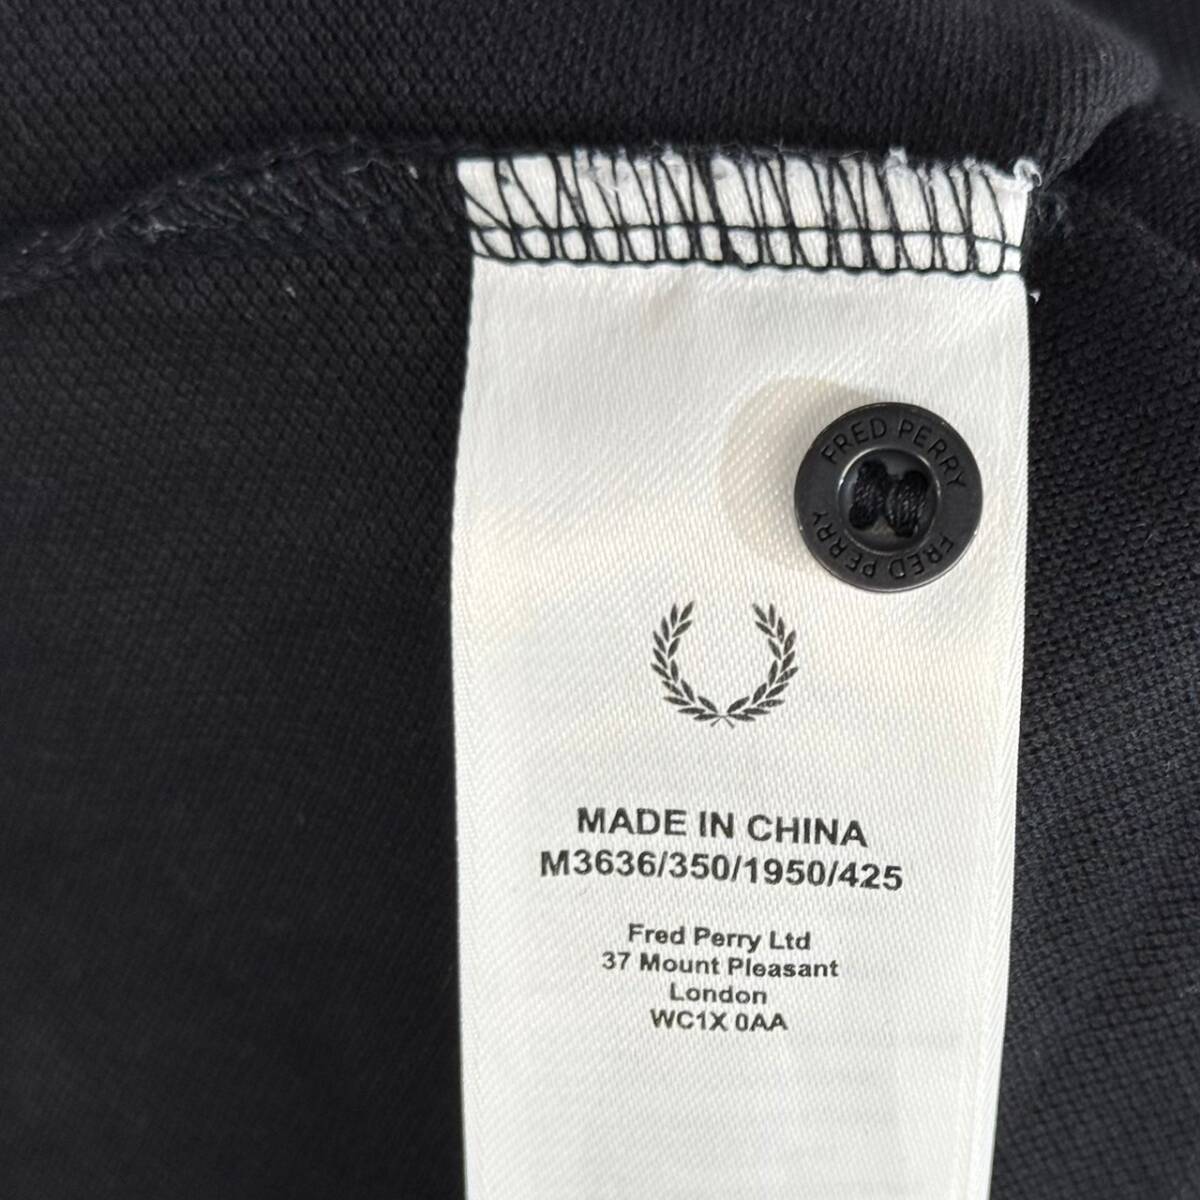 FRED PERRY
FRED PERRY
MADE IN CHINA
M3636/350/1950/425
Fred Perry Ltd
37 Mount Pleasant
London
WC1X 0AA